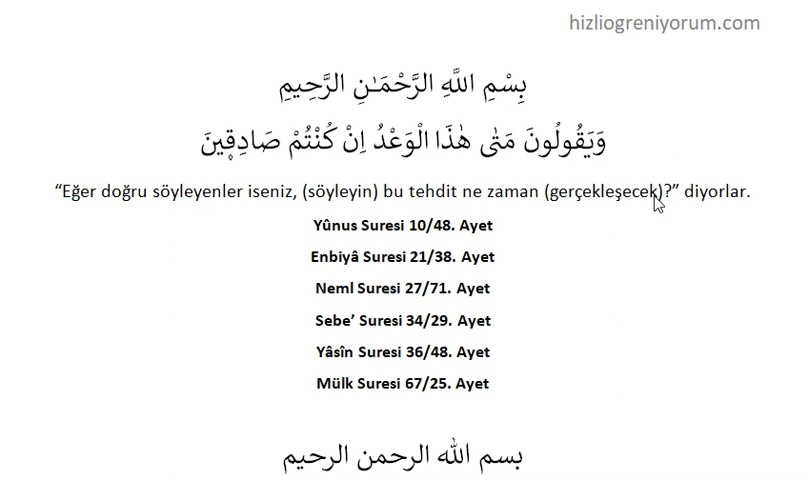 hizliogreniyorum.com
بِسْمِ اللَّهِ الرَّحْمَـٰنِ الرَّحِيمِ
وَيَقُولُونَ مَتٰى هٰذَا الْوَعْدُ اِنْ كُنْتُمْ صَادِق۪ينَ
“Eğer doğru söyleyenler iseniz, (söyleyin) bu tehdit ne zaman (gerçekleşecek)?” diyorlar.
Yûnus Suresi 10/48. Ayet
Enbiyâ Suresi 21/38. Ayet
Neml Suresi 27/71. Ayet
Sebe’ Suresi 34/29. Ayet
Yâsîn Suresi 36/48. Ayet
Mülk Suresi 67/25. Ayet
بسم الله الرحمن الرحيم